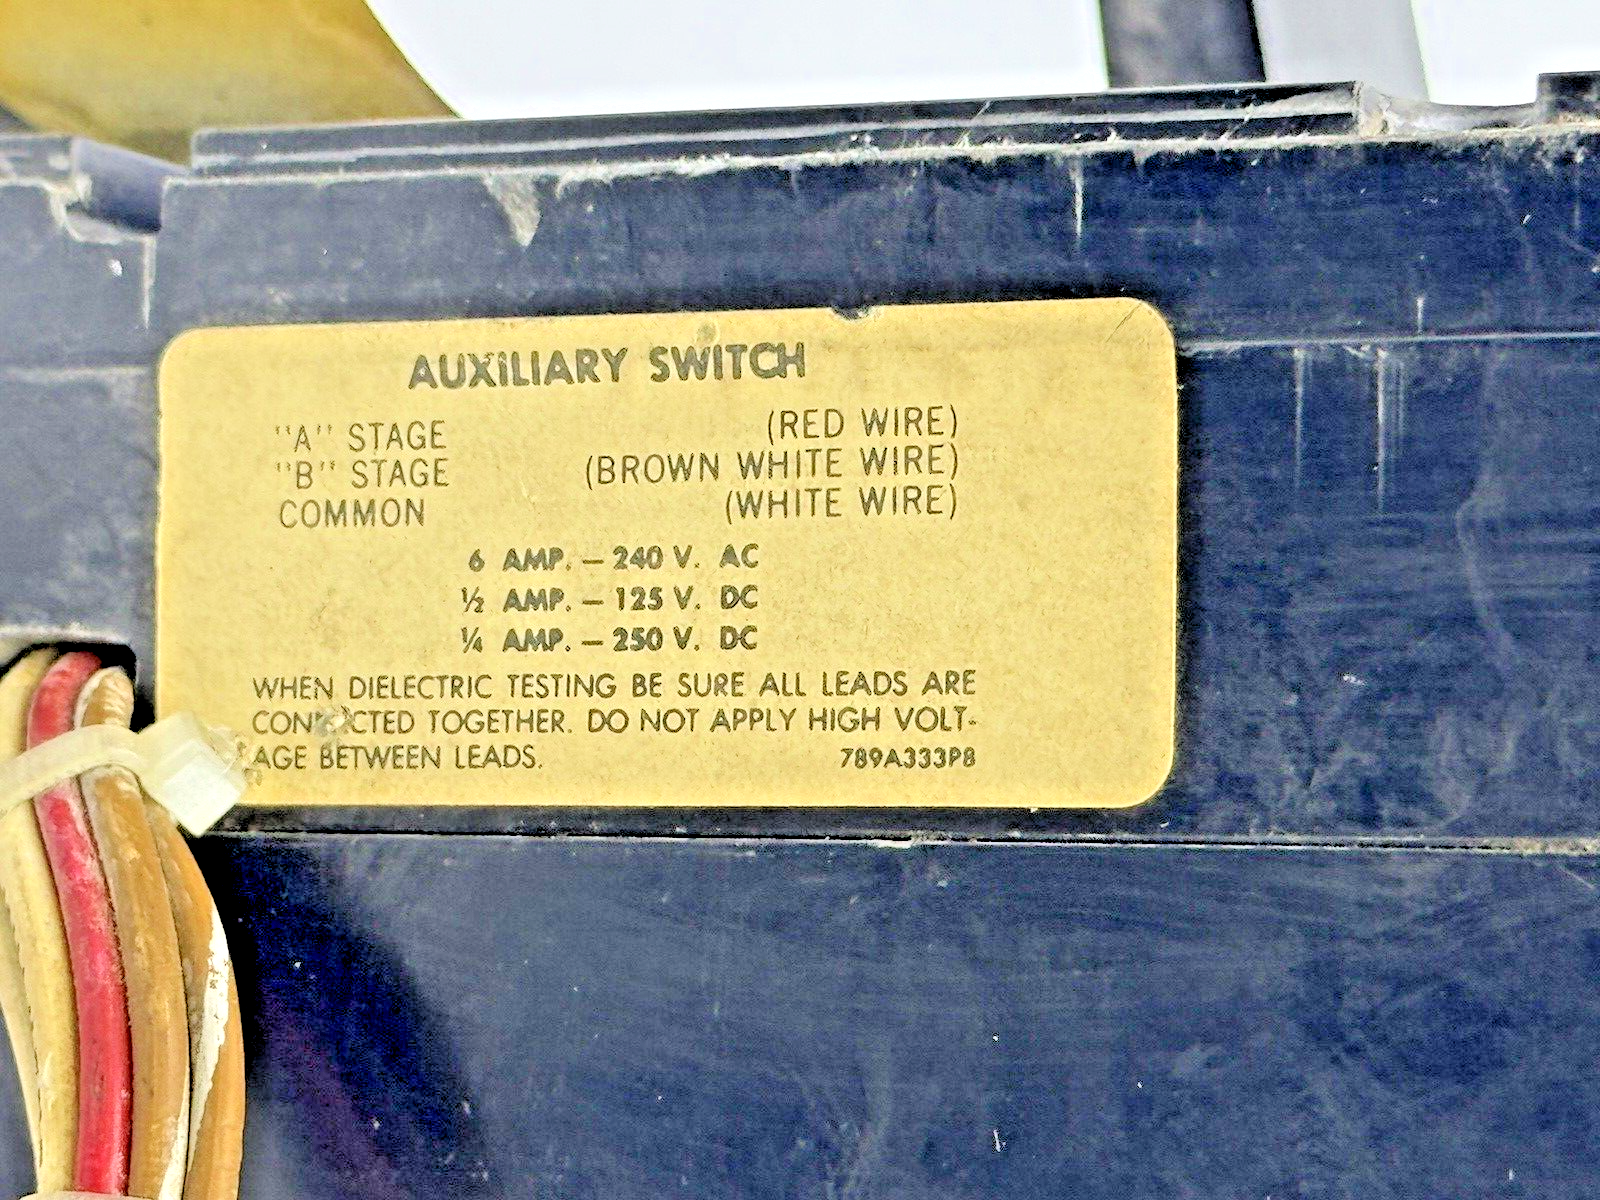 AUXILIARY SWITCH
"A" STAGE (RED WIRE)
"B" STAGE (BROWN WHITE WIRE)
COMMON (WHITE WIRE)
6 AMP. – 240 V. AC
½ AMP. – 125 V. DC
¼ AMP. – 250 V. DC
WHEN DIELECTRIC TESTING BE SURE ALL LEADS ARE
CONNECTED TOGETHER. DO NOT APPLY HIGH VOLT-
AGE BETWEEN LEADS. 789A333P8